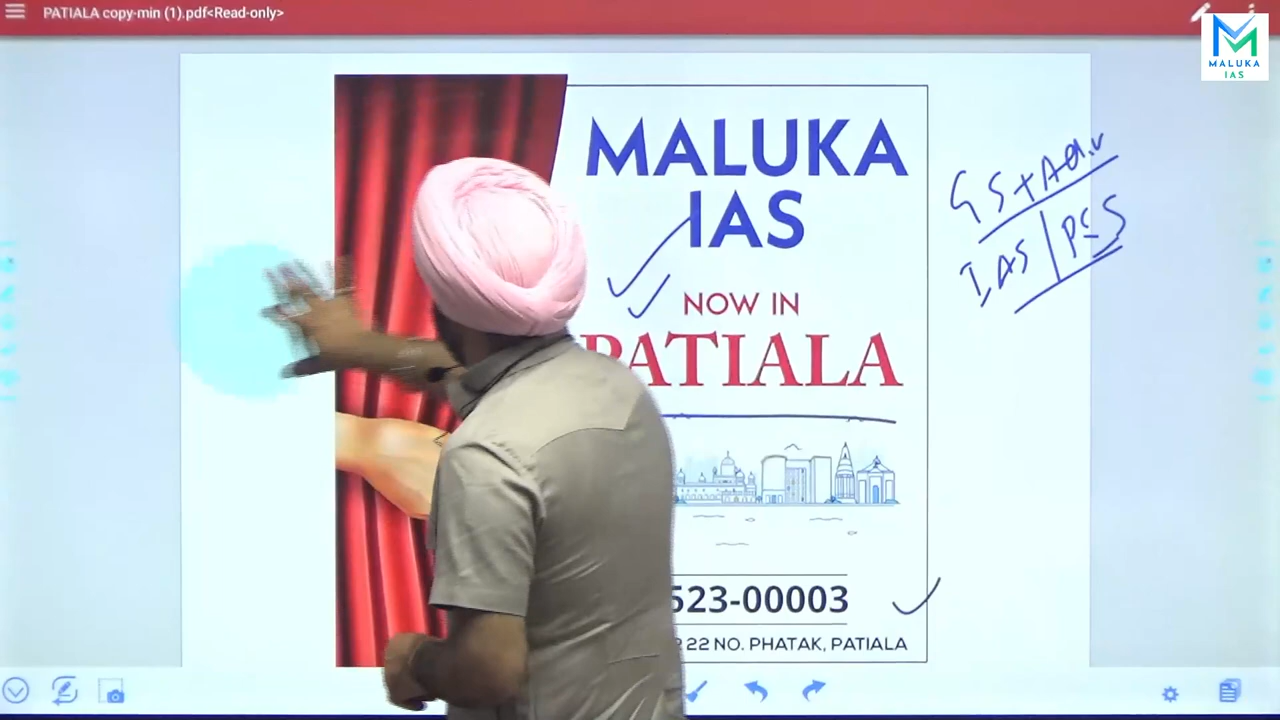 PATIALA copy-min (1).pdf<Read-only>
MALUKA
IAS
MALUKA
IAS
NOW IN
PATIALA
GS+
IAS | PCS
523-00003
22 NO. PHATAK, PATIALA